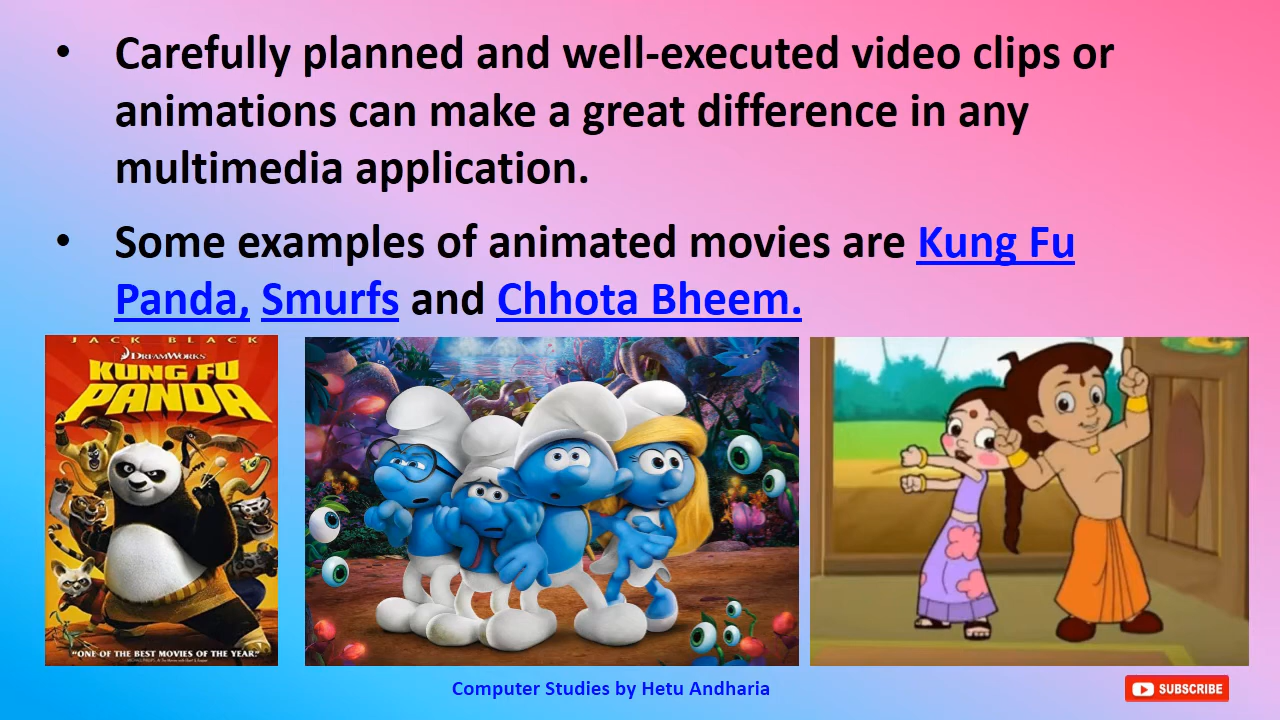 • Carefully planned and well-executed video clips or
animations can make a great difference in any
multimedia application.
• Some examples of animated movies are Kung Fu
Panda, Smurfs and Chhota Bheem.
JACK BLACK
DREAMWORKS
KUNG FU
PANDA
"ONE OF THE BEST MOVIES OF THE YEAR."
Computer Studies by Hetu Andharia
SUBSCRIBE